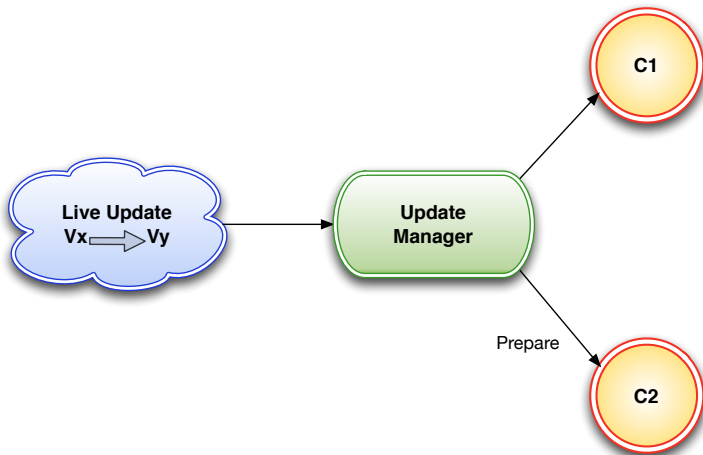 C1
Live Update
Vx Vy
Update
Manager
Prepare
C2